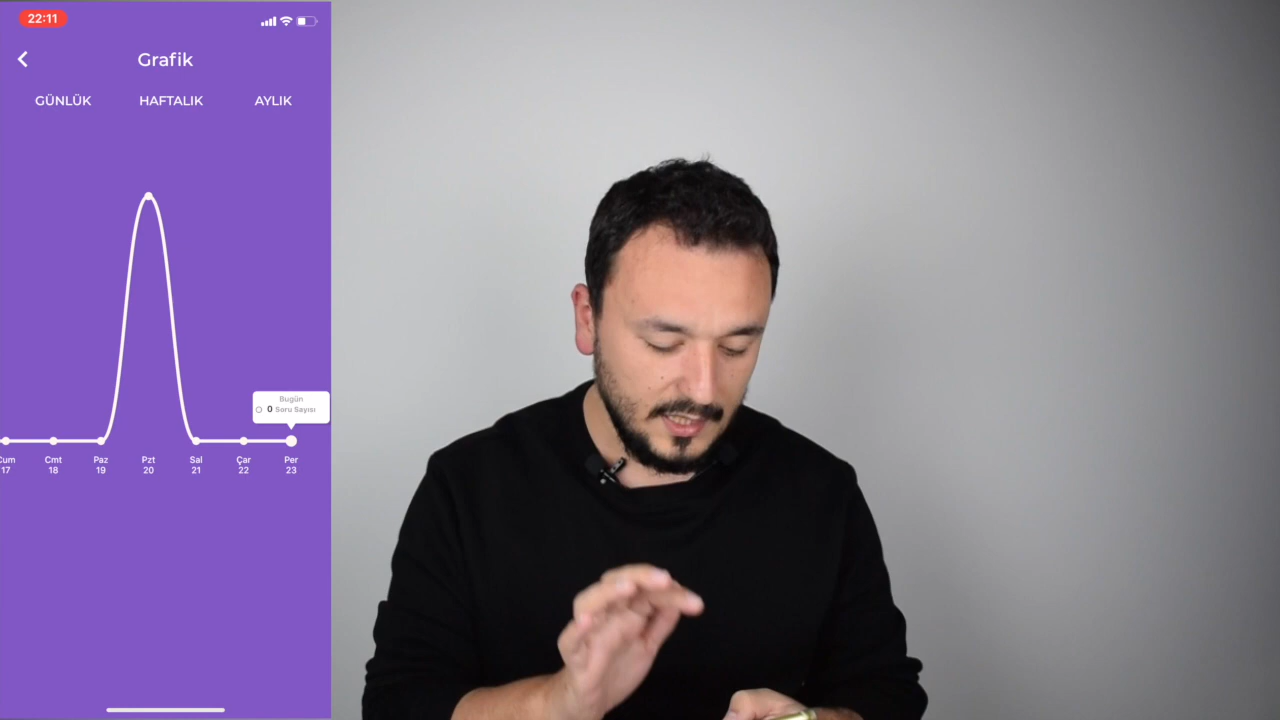 22:11
Grafik
GÜNLÜK HAFTALIK AYLIK
Bugün
0 Soru Sayısı
Cum Cmt Paz Pzt Sal Çar Per
17 18 19 20 21 22 23